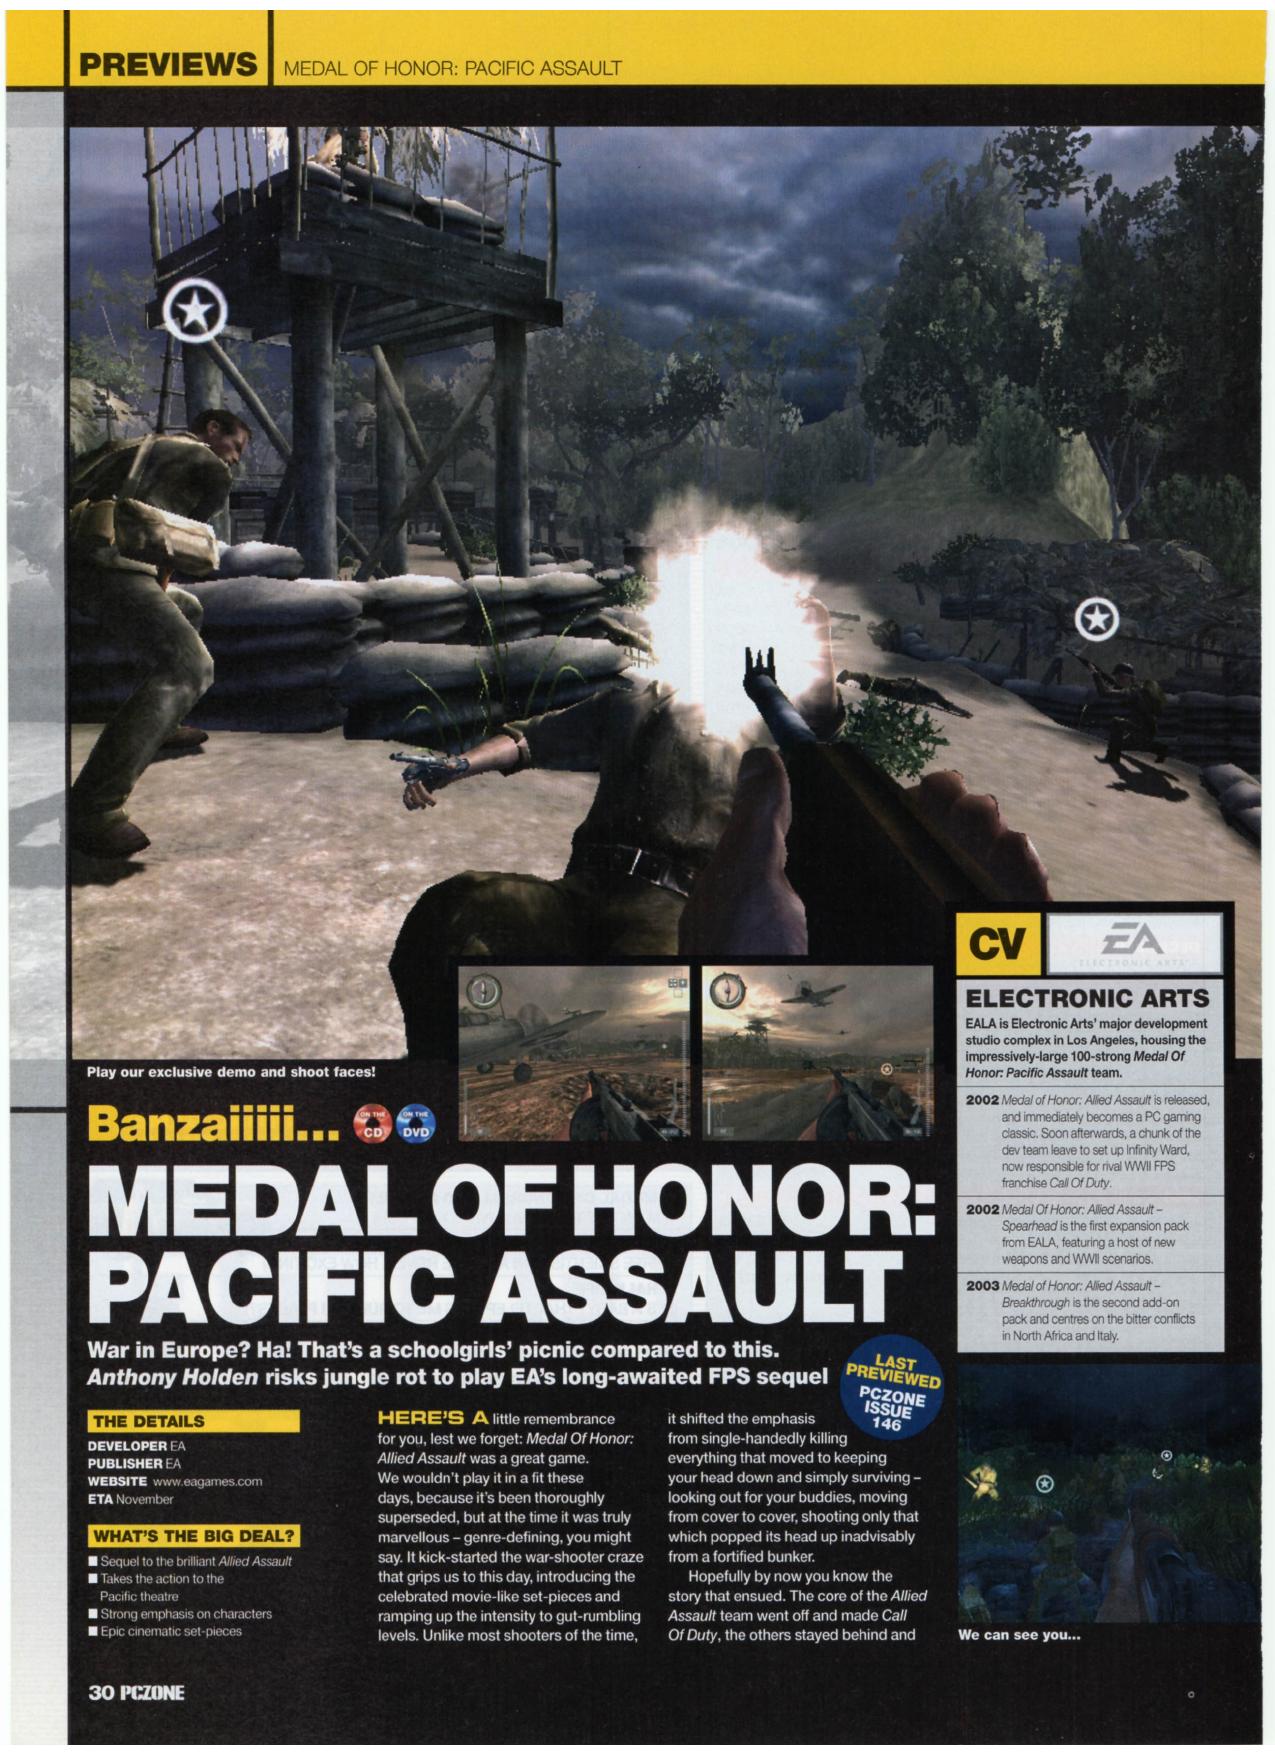 PREVIEWS
MEDAL OF HONOR: PACIFIC ASSAULT
Play our exclusive demo and shoot faces!
Banzaiiiii...
ON THE
CD
ON THE
DVD
MEDAL OF HONOR:
PACIFIC ASSAULT
War in Europe? Ha! That's a schoolgirls' picnic compared to this.
Anthony Holden risks jungle rot to play EA's long-awaited FPS sequel
LAST
PREVIEWED
PCZONE
ISSUE
146
THE DETAILS
DEVELOPER EA
PUBLISHER EA
WEBSITE www.eagames.com
ETA November
WHAT'S THE BIG DEAL?
■ Sequel to the brilliant Allied Assault
■ Takes the action to the
Pacific theatre
■ Strong emphasis on characters
■ Epic cinematic set-pieces
HERE'S A little remembrance
for you, lest we forget: Medal Of Honor:
Allied Assault was a great game.
We wouldn't play it in a fit these
days, because it's been thoroughly
superseded, but at the time it was truly
marvellous – genre-defining, you might
say. It kick-started the war-shooter craze
that grips us to this day, introducing the
celebrated movie-like set-pieces and
ramping up the intensity to gut-rumbling
levels. Unlike most shooters of the time,
it shifted the emphasis
from single-handedly killing
everything that moved to keeping
your head down and simply surviving –
looking out for your buddies, moving
from cover to cover, shooting only that
which popped its head up inadvisably
from a fortified bunker.
Hopefully by now you know the
story that ensued. The core of the Allied
Assault team went off and made Call
Of Duty, the others stayed behind and
CV
EA
ELECTRONIC ARTS™
ELECTRONIC ARTS
EALA is Electronic Arts' major development
studio complex in Los Angeles, housing the
impressively-large 100-strong Medal Of
Honor: Pacific Assault team.
2002 Medal of Honor: Allied Assault is released,
and immediately becomes a PC gaming
classic. Soon afterwards, a chunk of the
dev team leave to set up Infinity Ward,
now responsible for rival WWII FPS
franchise Call Of Duty.
2002 Medal Of Honor: Allied Assault –
Spearhead is the first expansion pack
from EALA, featuring a host of new
weapons and WWII scenarios.
2003 Medal of Honor: Allied Assault –
Breakthrough is the second add-on
pack and centres on the bitter conflicts
in North Africa and Italy.
We can see you...
30 PCZONE